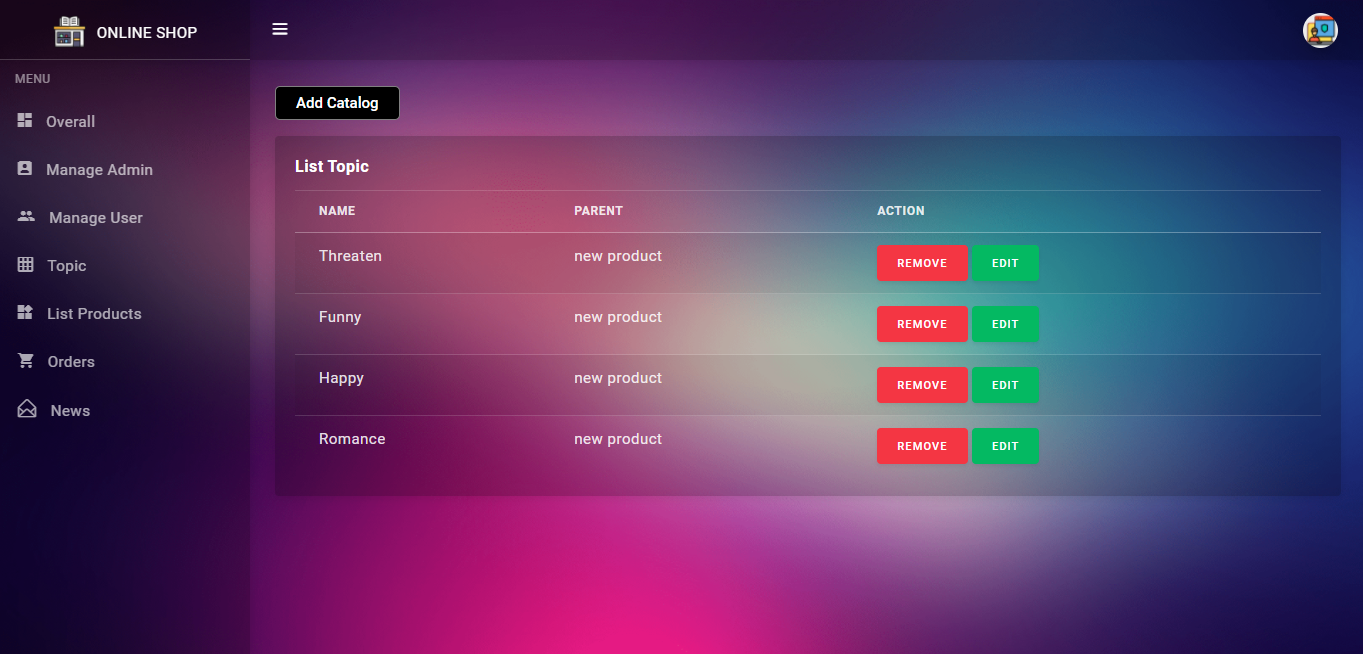 ONLINE SHOP
MENU
Overall
Manage Admin
Manage User
Topic
List Products
Orders
News
Add Catalog
List Topic
NAME PARENT ACTION
Threaten new product REMOVE EDIT
Funny new product REMOVE EDIT
Happy new product REMOVE EDIT
Romance new product REMOVE EDIT